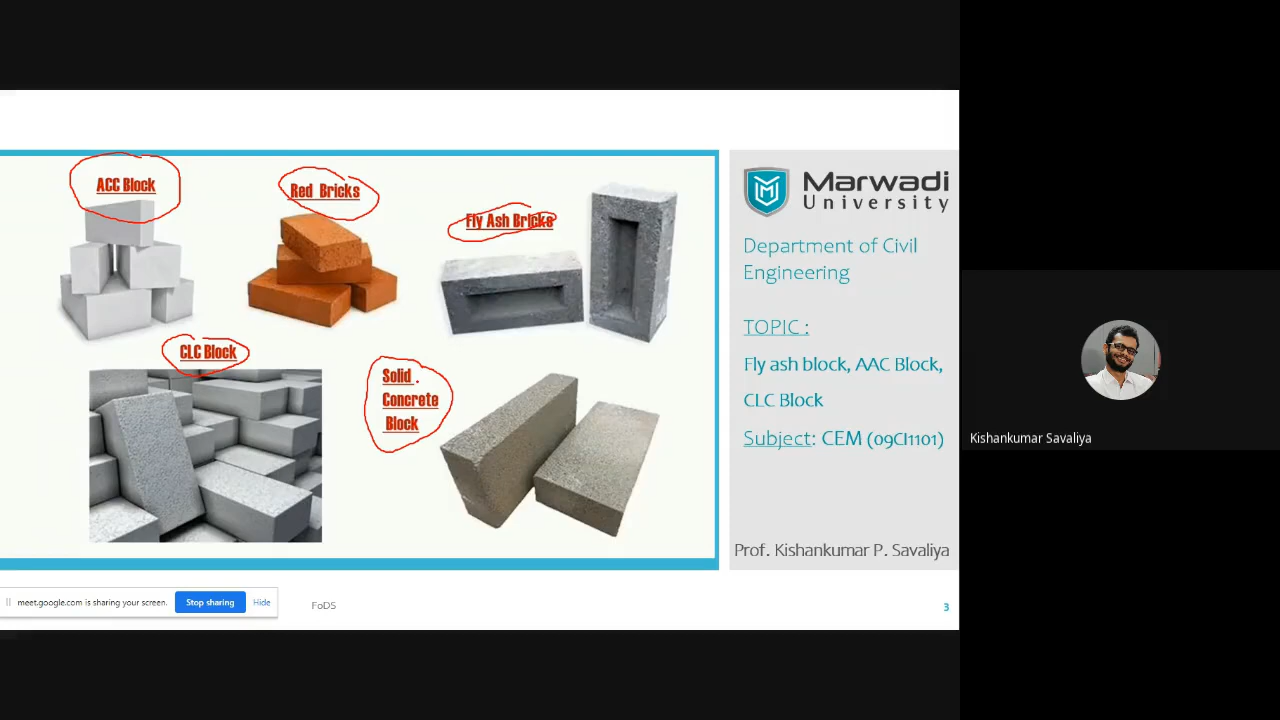 ACC Block
Red Bricks
Fly Ash Bricks
CLC Block
Solid .
Concrete
Block
Marwadi
University
Department of Civil
Engineering
TOPIC :
Fly ash block, AAC Block,
CLC Block
Subject: CEM (09CI1101)
Prof. Kishankumar P. Savaliya
Kishankumar Savaliya
meet.google.com is sharing your screen.
Stop sharing
Hide
FoDS
3